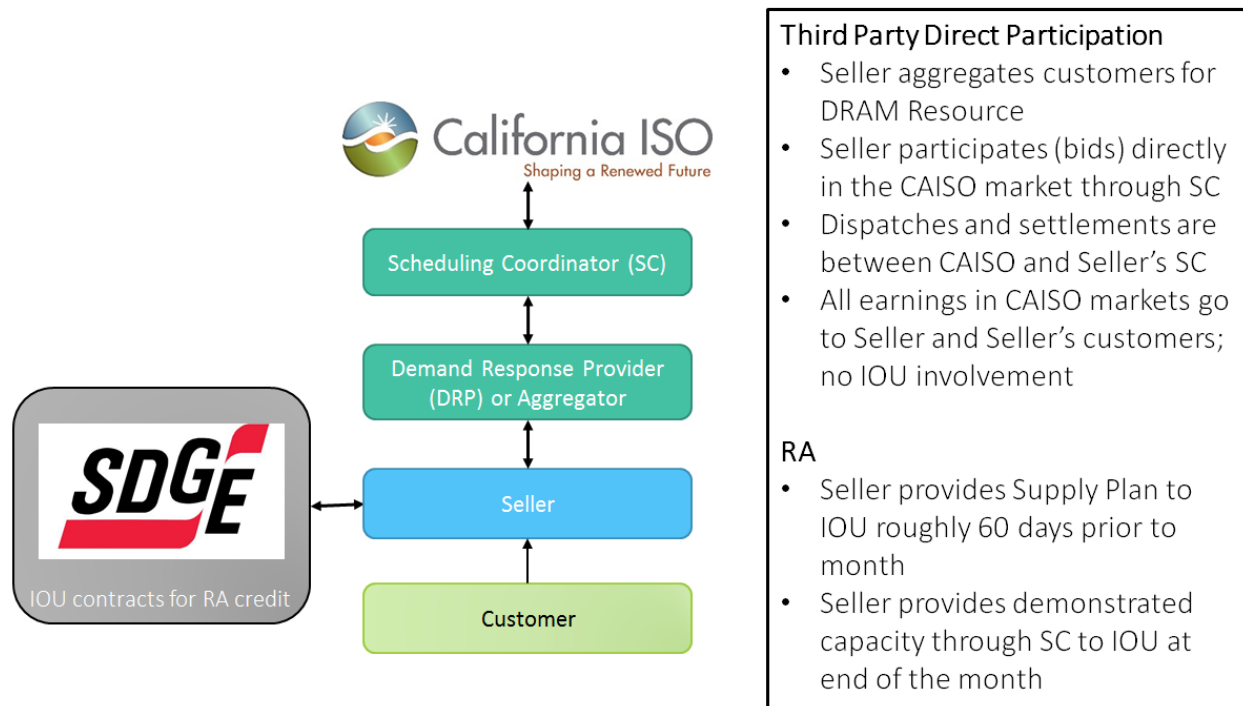 California ISO
Shaping a Renewed Future
Scheduling Coordinator (SC)
Demand Response Provider
(DRP) or Aggregator
SDGE
IOU contracts for RA credit
Seller
Customer
Third Party Direct Participation
• Seller aggregates customers for
DRAM Resource
• Seller participates (bids) directly
in the CAISO market through SC
• Dispatches and settlements are
between CAISO and Seller’s SC
• All earnings in CAISO markets go
to Seller and Seller’s customers;
no IOU involvement
RA
• Seller provides Supply Plan to
IOU roughly 60 days prior to
month
• Seller provides demonstrated
capacity through SC to IOU at
end of the month